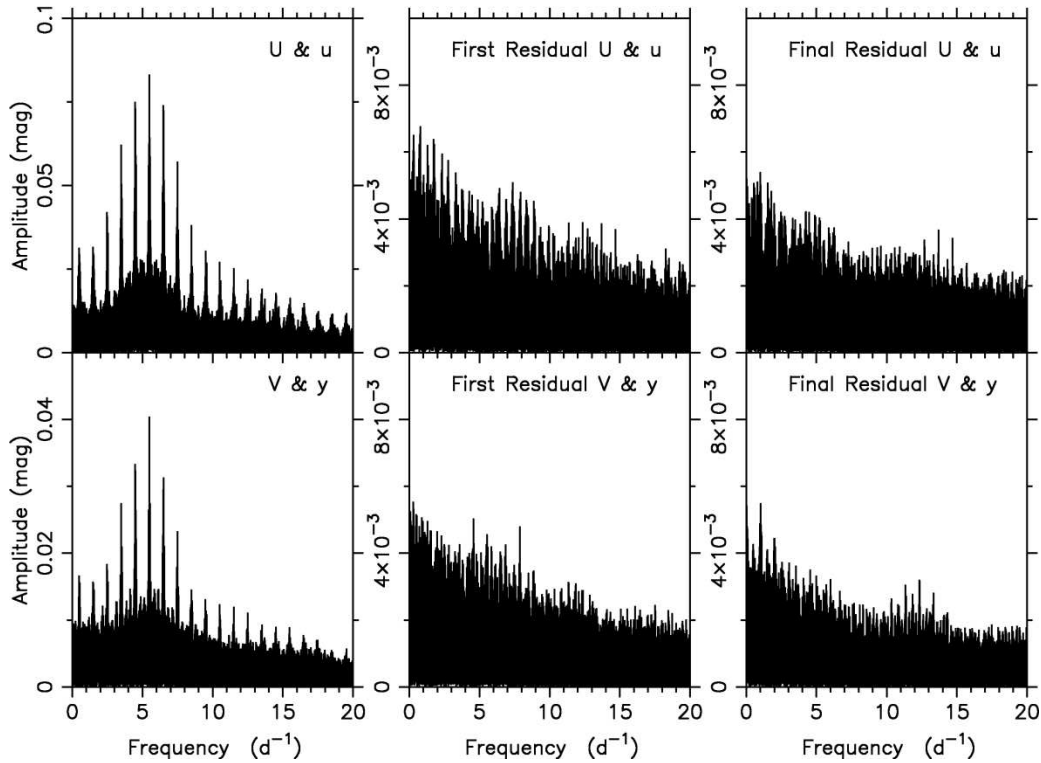 0.1
U & u
First Residual U & u
Final Residual U & u
8×10⁻³
8×10⁻³
Amplitude (mag)
0.05
4×10⁻³
4×10⁻³
0
0
0
V & y
First Residual V & y
Final Residual V & y
0.04
8×10⁻³
8×10⁻³
Amplitude (mag)
0.02
4×10⁻³
4×10⁻³
0
0
0
0 5 10 15 20 0 5 10 15 20 0 5 10 15 20
Frequency (d⁻¹) Frequency (d⁻¹) Frequency (d⁻¹)